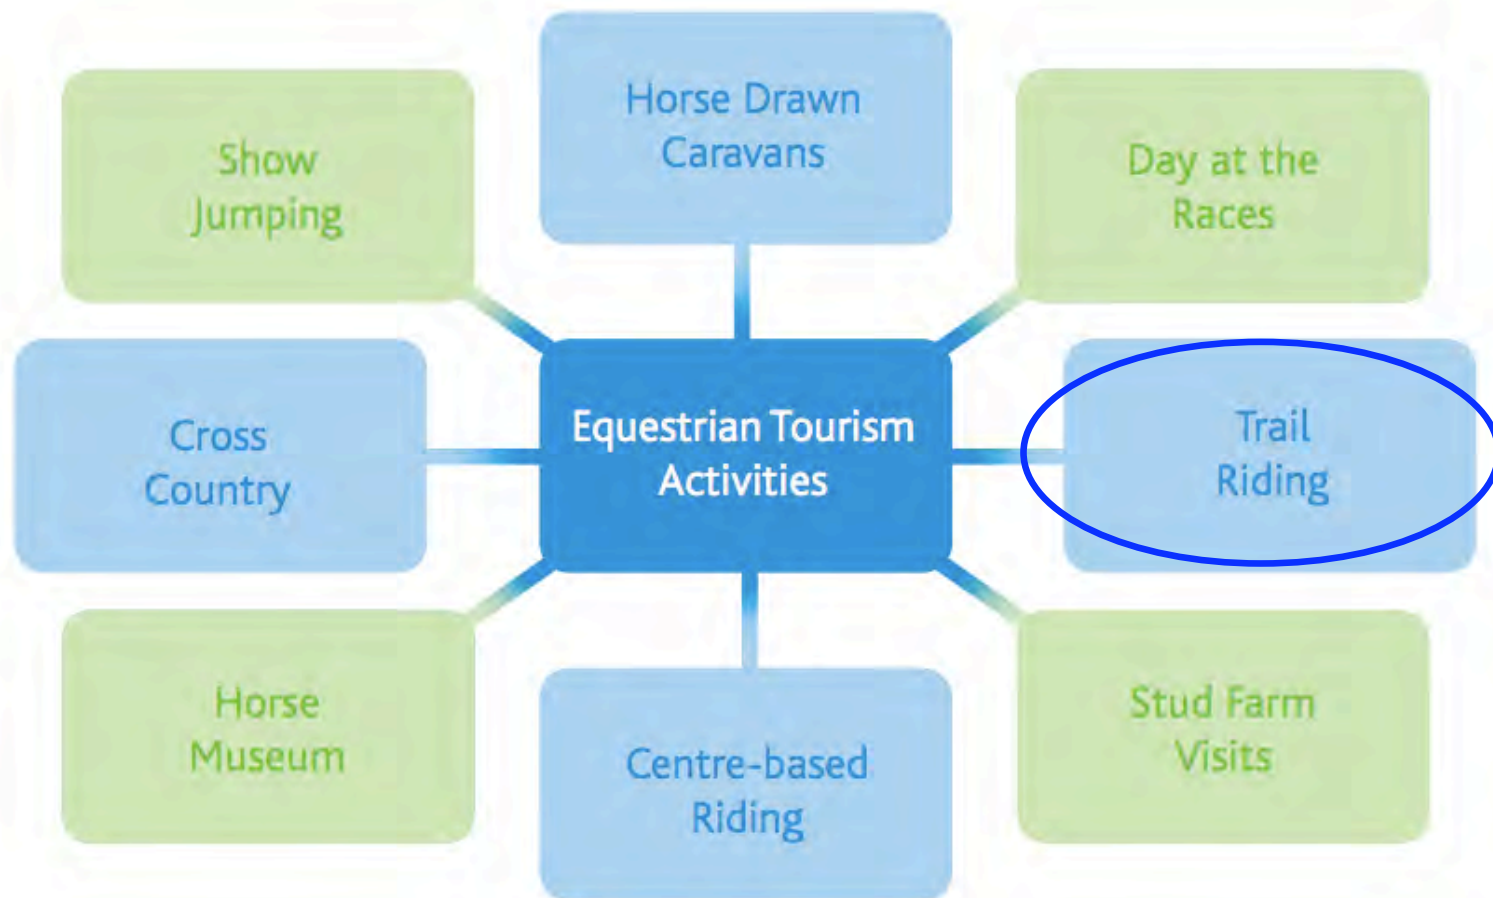 Horse Drawn
Caravans
Show
Jumping
Day at the
Races
Equestrian Tourism
Activities
Cross
Country
Trail
Riding
Horse
Museum
Stud Farm
Visits
Centre-based
Riding